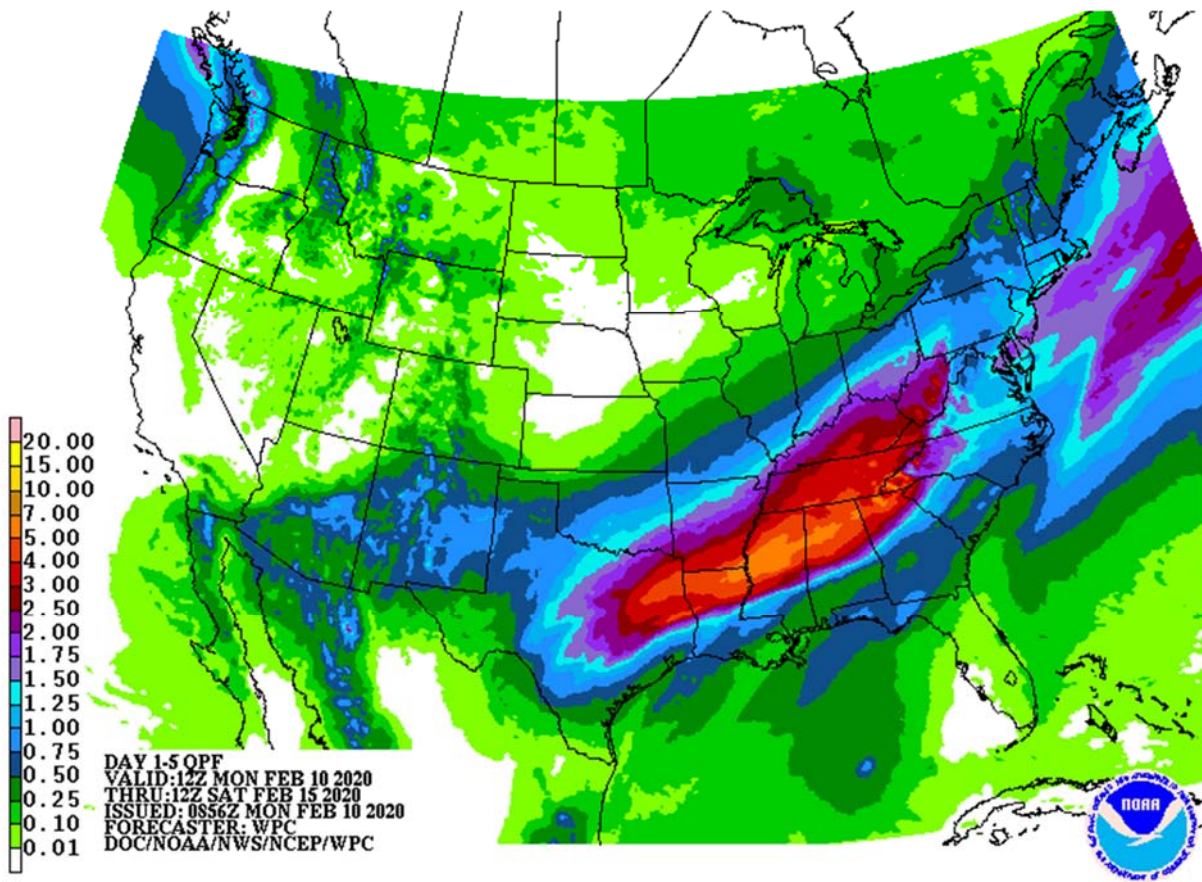 20.00
15.00
10.00
7.00
5.00
4.00
3.00
2.50
2.00
1.75
1.50
1.25
1.00
0.75
0.50
0.25
0.10
0.01
DAY 1-5 QPF
VALID:12Z MON FEB 10 2020
THRU:12Z SAT FEB 15 2020
ISSUED: 0856Z MON FEB 10 2020
FORECASTER: WPC
DOC/NOAA/NWS/NCEP/WPC
NOAA